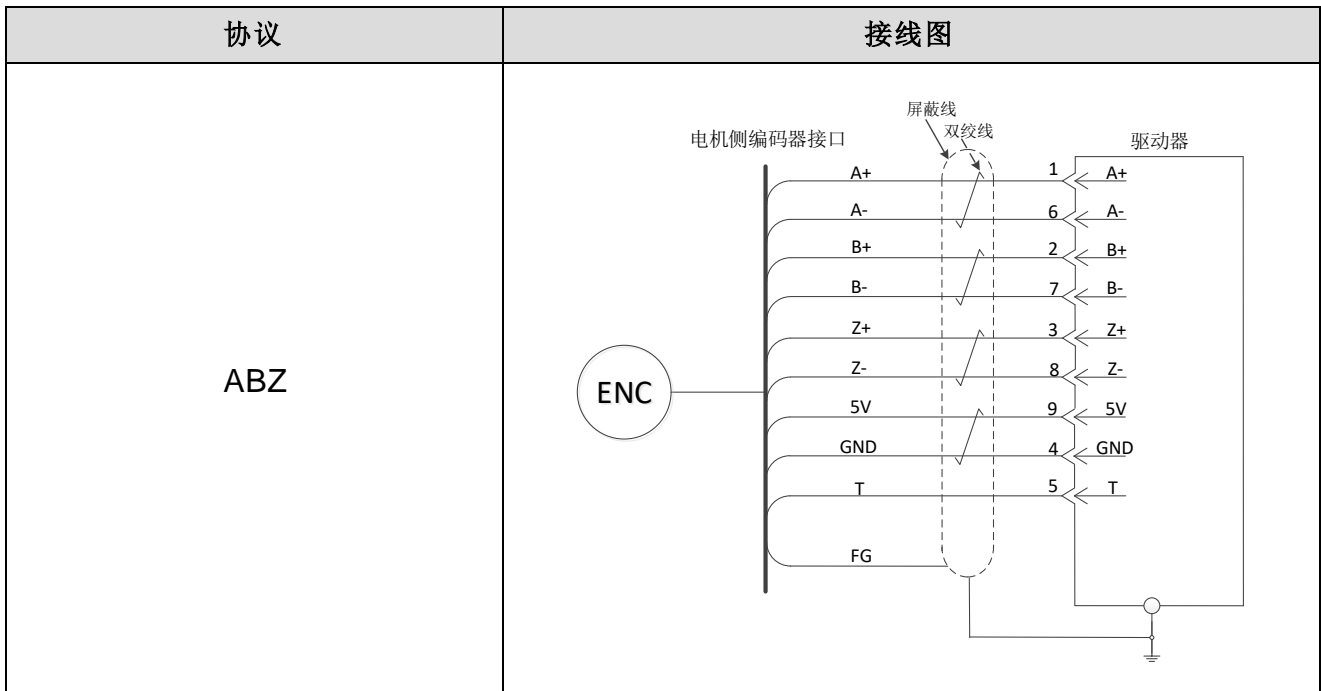 协议
接线图
ABZ
屏蔽线
双绞线
电机侧编码器接口
驱动器
A+ 1 A+
A- 6 A-
B+ 2 B+
B- 7 B-
Z+ 3 Z+
Z- 8 Z-
ENC
5V 9 5V
GND 4 GND
T 5 T
FG